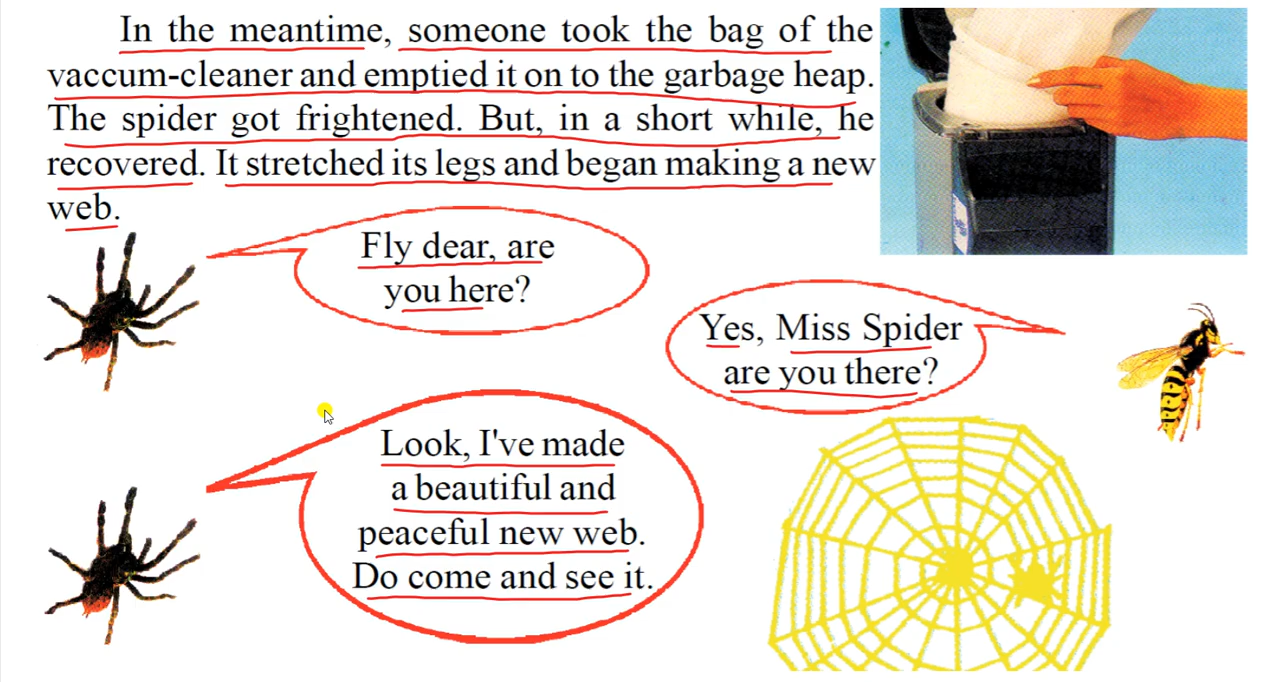 In the meantime, someone took the bag of the
vaccum-cleaner and emptied it on to the garbage heap.
The spider got frightened. But, in a short while, he
recovered. It stretched its legs and began making a new
web.
Fly dear, are
you here?
Yes, Miss Spider
are you there?
Look, I've made
a beautiful and
peaceful new web.
Do come and see it.